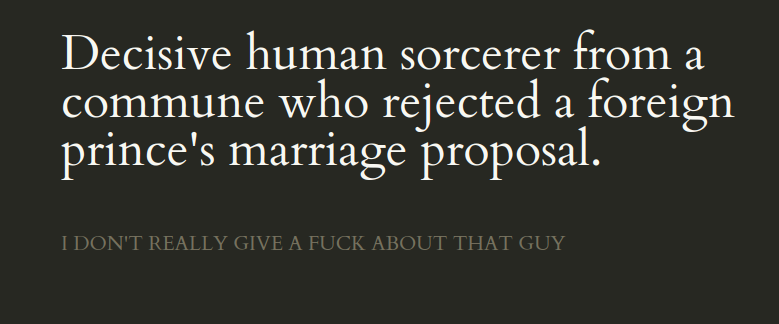 Decisive human sorcerer from a
commune who rejected a foreign
prince's marriage proposal.
I DON'T REALLY GIVE A FUCK ABOUT THAT GUY